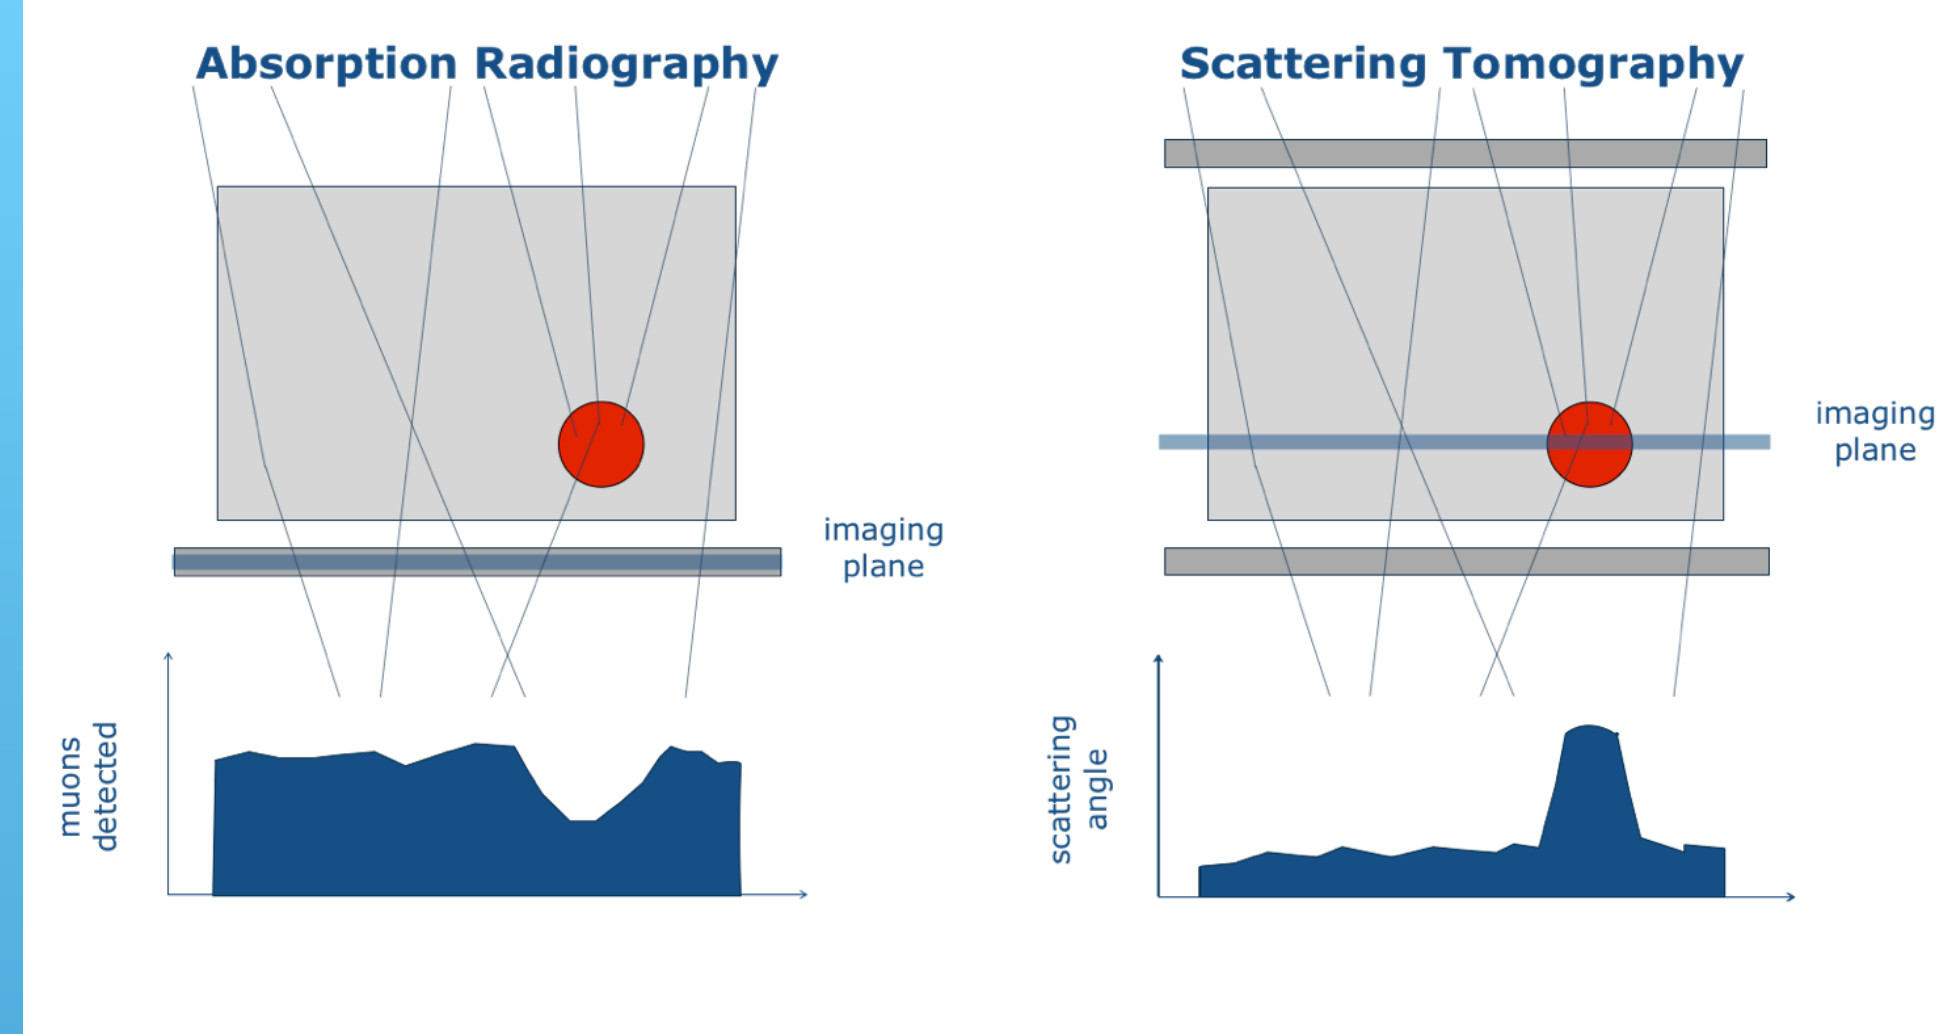 Absorption Radiography
imaging
plane
muons
detected
Scattering Tomography
imaging
plane
scattering
angle